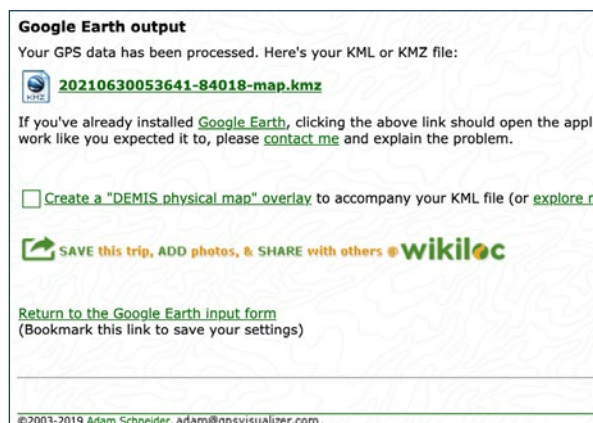 Google Earth output
Your GPS data has been processed. Here's your KML or KMZ file:
KMZ
20210630053641-84018-map.kmz
If you've already installed Google Earth, clicking the above link should open the appl
work like you expected it to, please contact me and explain the problem.
Create a "DEMIS physical map" overlay to accompany your KML file (or explore
SAVE this trip, ADD photos, & SHARE with others @ wikiloc
Return to the Google Earth input form
(Bookmark this link to save your settings)
©2003-2019 Adam Schneider, adam@gpsvisualizer.com